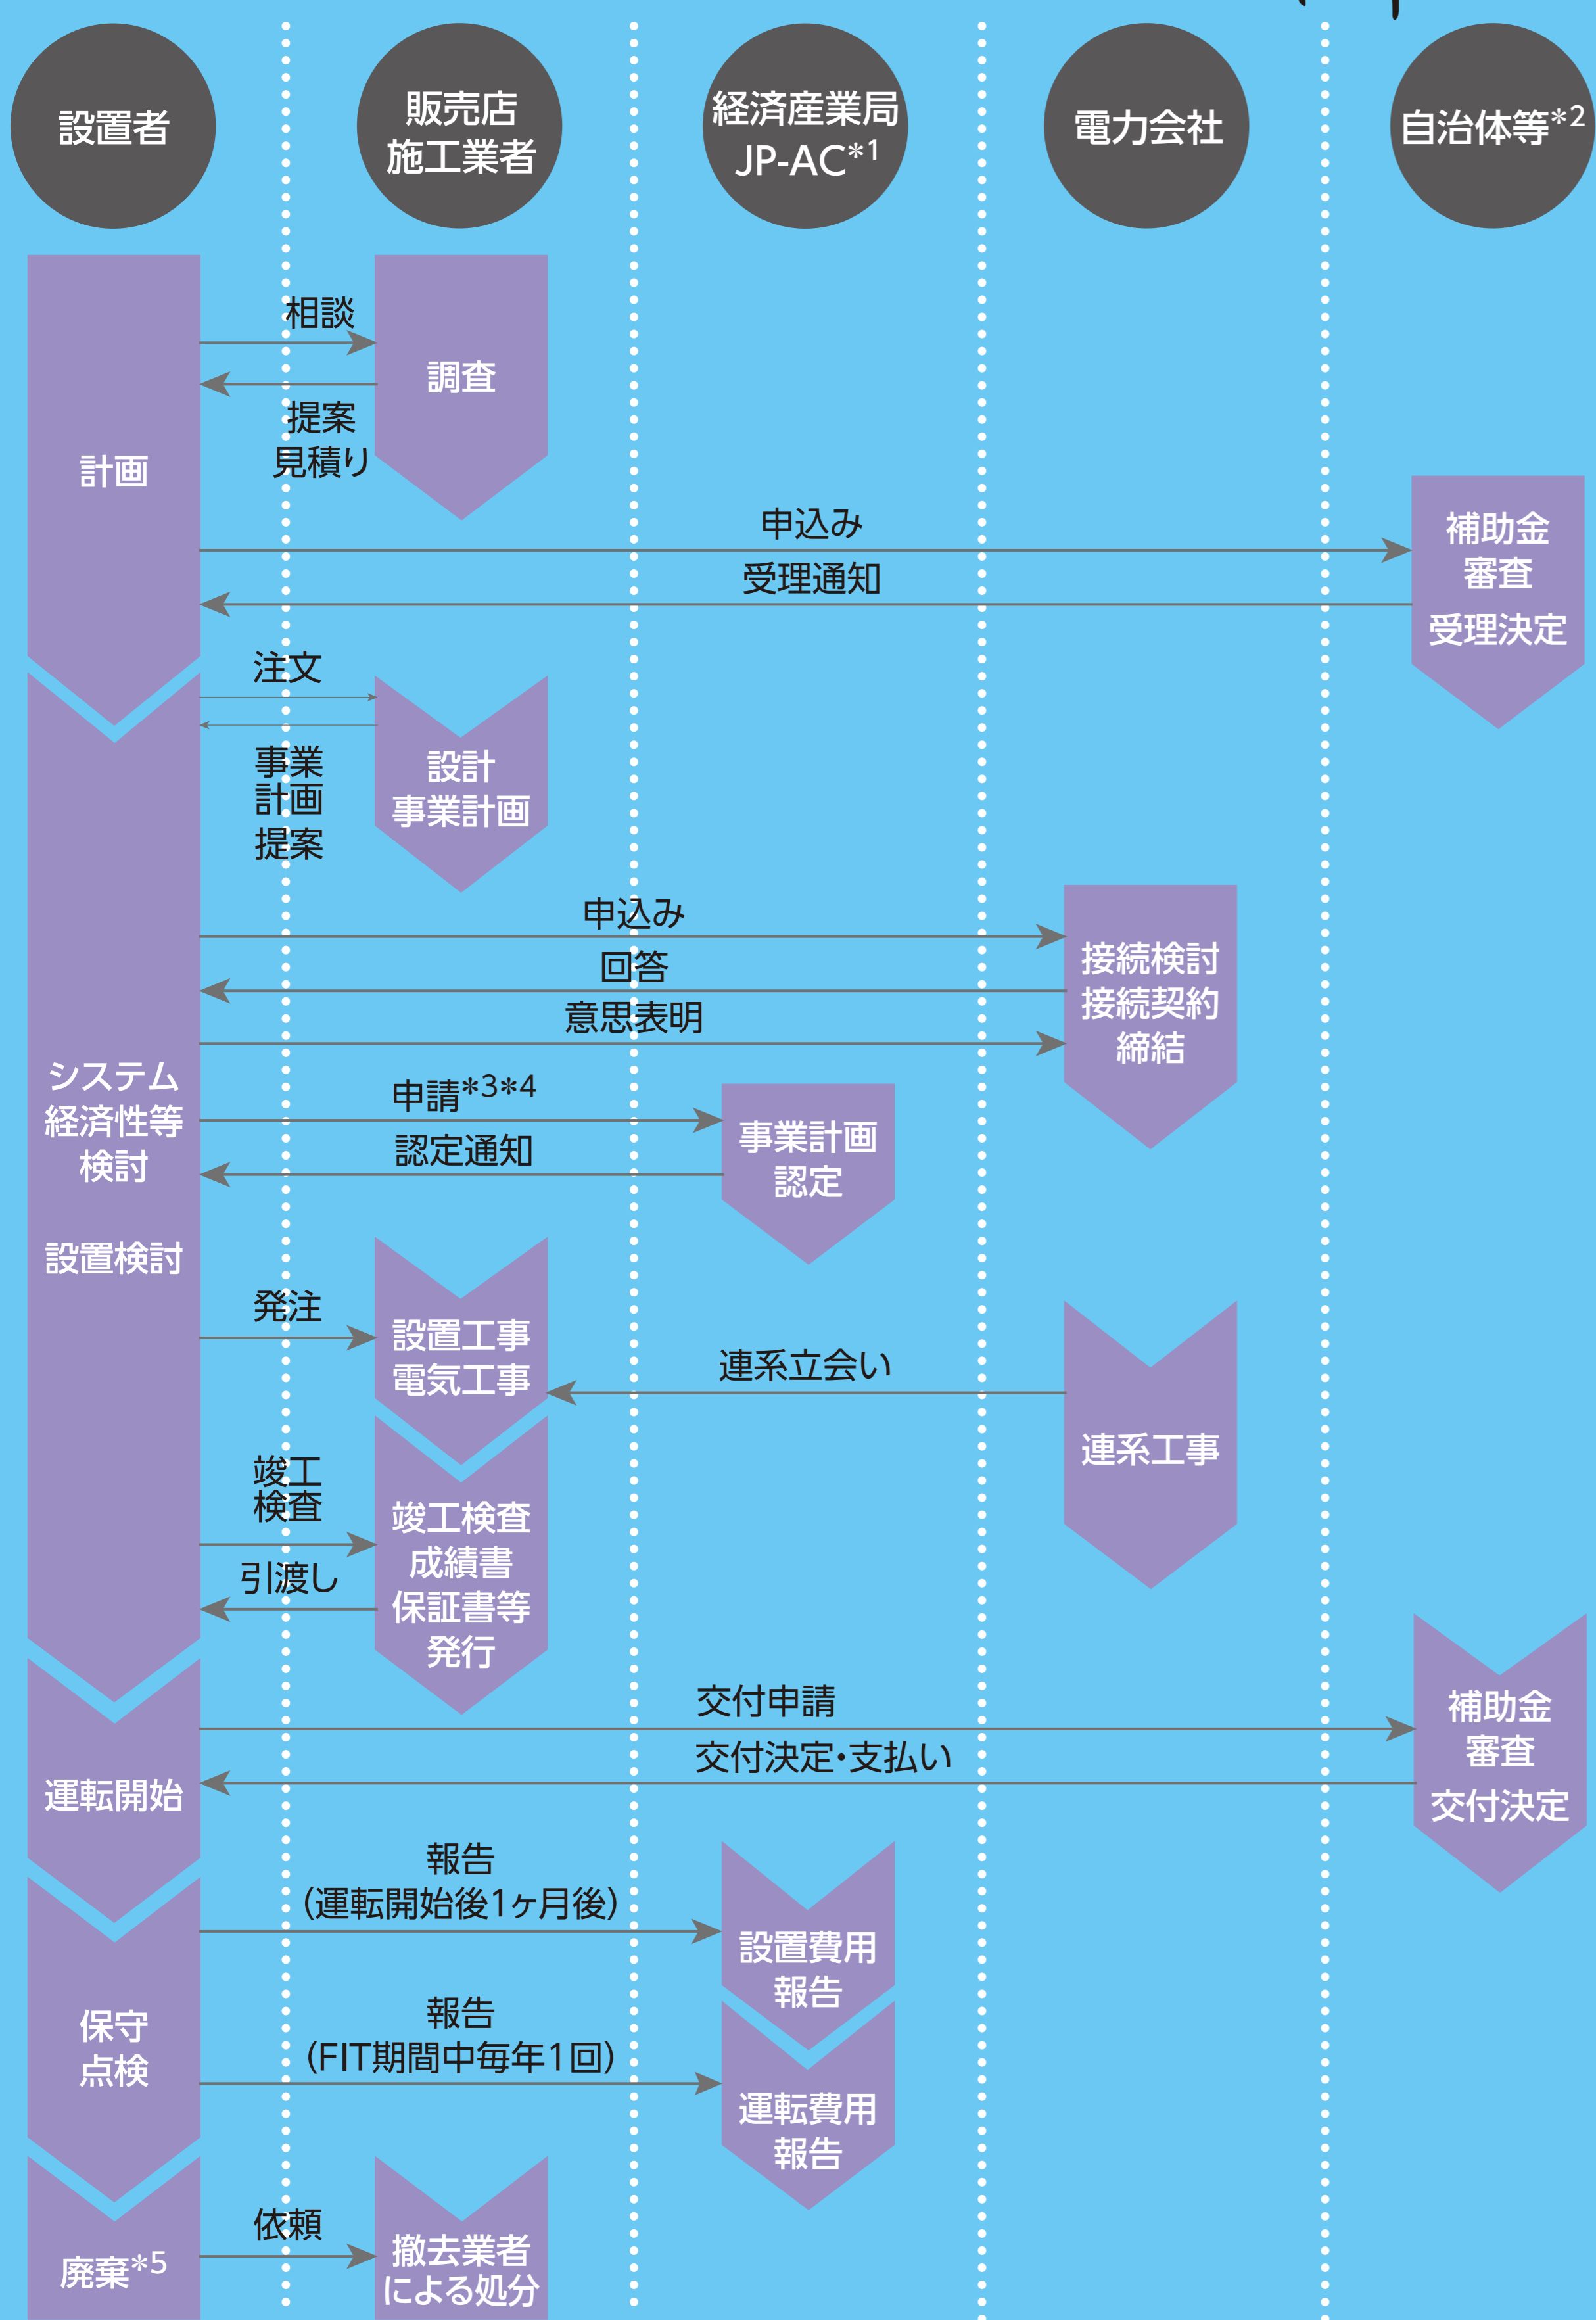 設置者
販売店
施工業者
経済産業局
JP-AC*1
電力会社
自治体等*2
計画
相談
提案
見積り
調査
申込み
受理通知
補助金
審査
受理決定
注文
事業
計画
提案
設計
事業計画
システム
経済性等
検討
設置検討
申込み
回答
意思表明
接続検討
接続契約
締結
申請*3*4
認定通知
事業計画
認定
発注
設置工事
電気工事
連系立会い
連系工事
竣工
検査
引渡し
竣工検査
成績書
保証書等
発行
運転開始
交付申請
交付決定・支払い
補助金
審査
交付決定
保守
点検
報告
（運転開始後1ヶ月後）
設置費用
報告
報告
（FIT期間中毎年1回）
運転費用
報告
廃棄*5
依頼
撤去業者
による処分